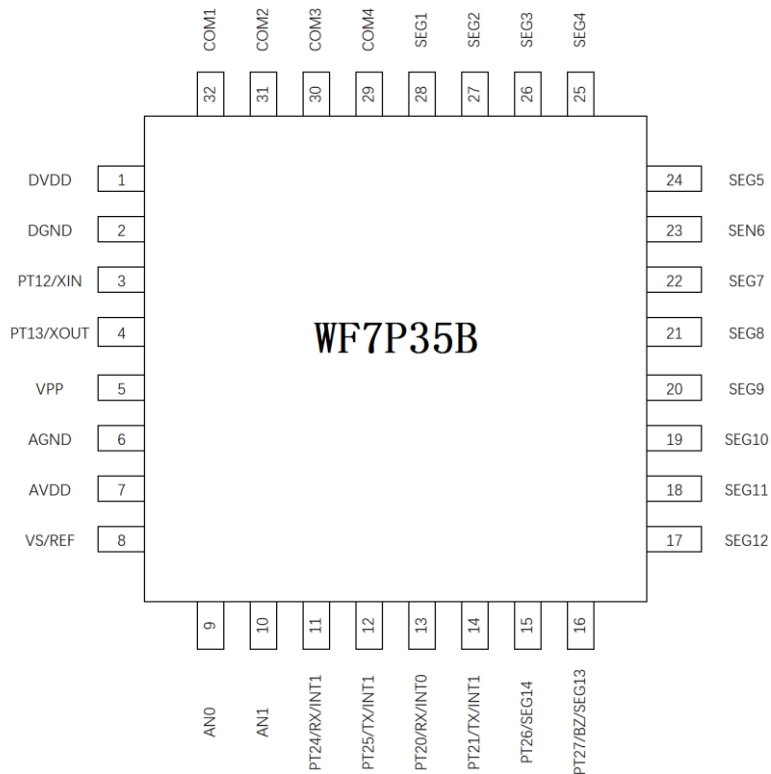 COM1
COM2
COM3
COM4
SEG1
SEG2
SEG3
SEG4
32
31
30
29
28
27
26
25
DVDD 1
24 SEG5
DGND 2
23 SEN6
PT12/XIN 3
22 SEG7
PT13/XOUT 4
21 SEG8
WF7P35B
VPP 5
20 SEG9
AGND 6
19 SEG10
AVDD 7
18 SEG11
VS/REF 8
17 SEG12
9
10
11
12
13
14
15
16
AN0
AN1
PT24/RX/INT1
PT25/TX/INT1
PT20/RX/INT0
PT21/TX/INT1
PT26/SEG14
PT27/BZ/SEG13